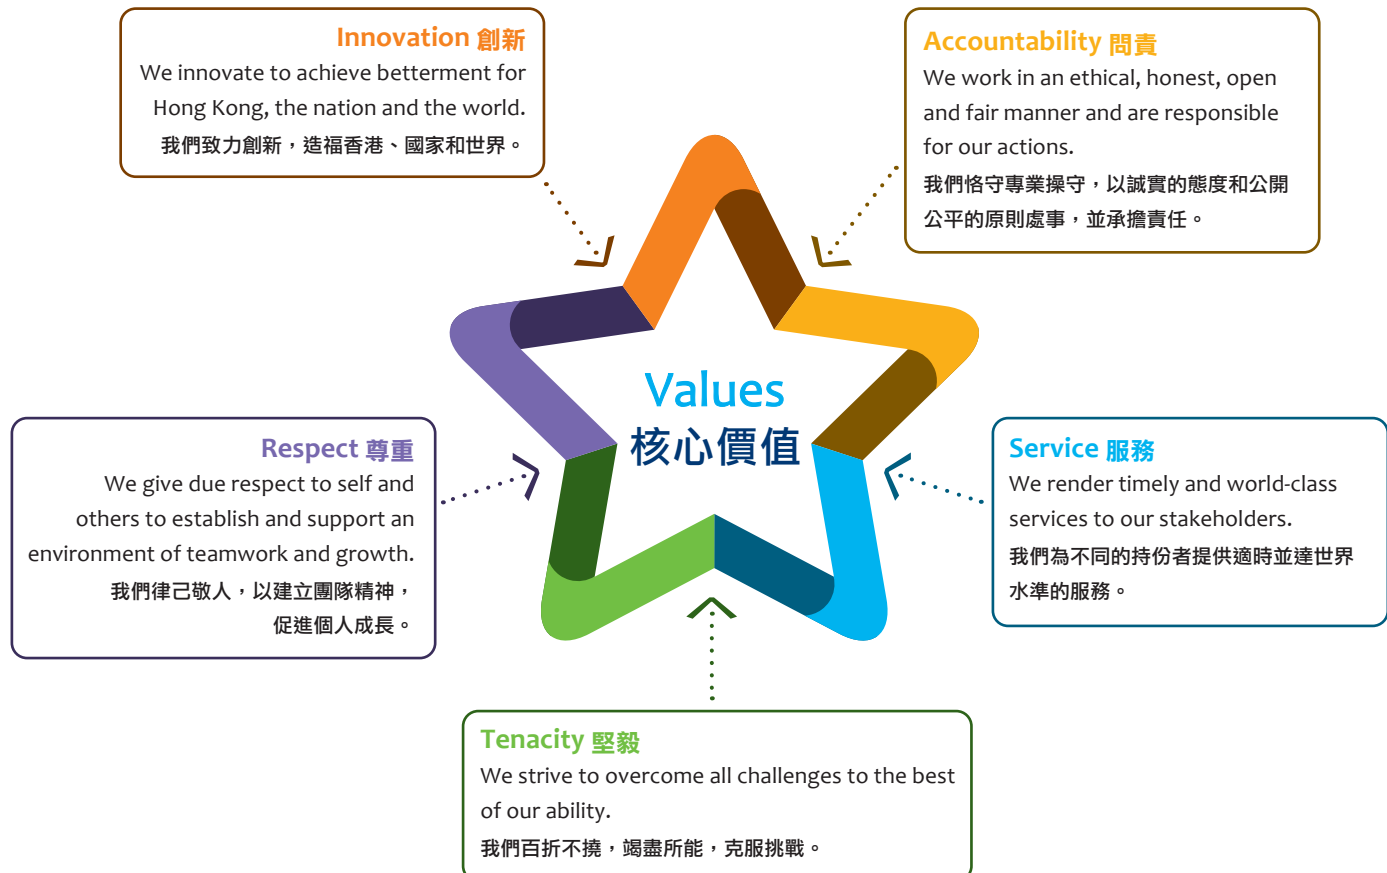 Innovation 創新
We innovate to achieve betterment for
Hong Kong, the nation and the world.
我們致力創新，造福香港、國家和世界。
Accountability 問責
We work in an ethical, honest, open
and fair manner and are responsible
for our actions.
我們恪守專業操守，以誠實的態度和公開
公平的原則處事，並承擔責任。
Values
核心價值
Respect 尊重
We give due respect to self and
others to establish and support an
environment of teamwork and growth.
我們律己敬人，以建立團隊精神，
促進個人成長。
Service 服務
We render timely and world-class
services to our stakeholders.
我們為不同的持份者提供適時並達世界
水準的服務。
Tenacity 堅毅
We strive to overcome all challenges to the best
of our ability.
我們百折不撓，竭盡所能，克服挑戰。